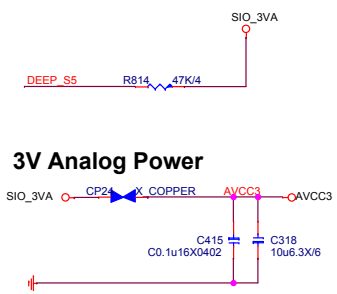 SIO_3VA
DEEP_S5 R814 47K/4
3V Analog Power
SIO_3VA CP24 X_COPPER AVCC3 AVCC3
C415 C318
C0.1u16X0402 10u6.3X/6